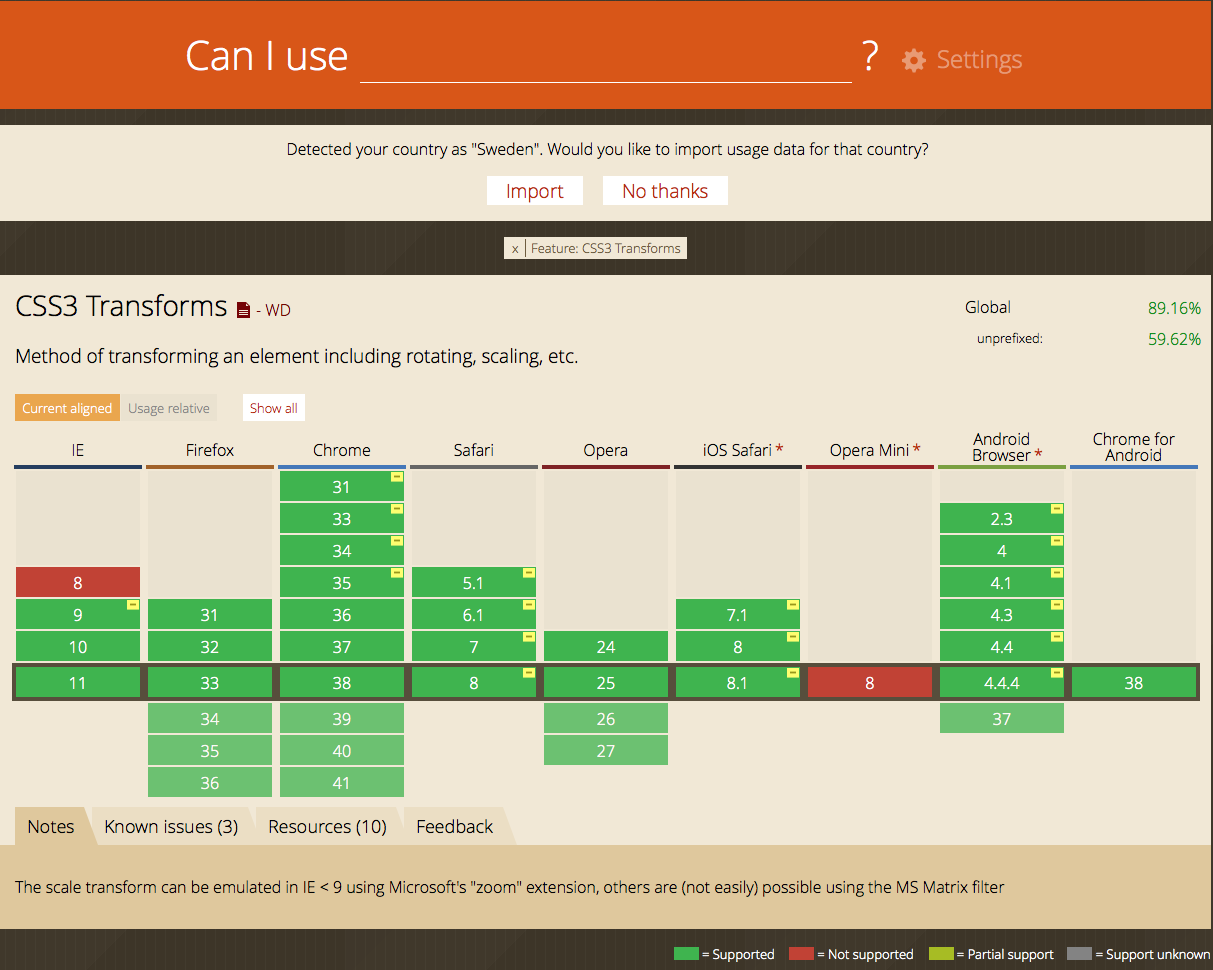 Can I use ? Settings
Detected your country as "Sweden". Would you like to import usage data for that country?
Import No thanks
x Feature: CSS3 Transforms
CSS3 Transforms - WD Global 89.16%
unprefixed: 59.62%
Method of transforming an element including rotating, scaling, etc.
Current aligned Usage relative Show all
IE Firefox Chrome Safari Opera iOS Safari * Opera Mini * Android Browser * Chrome for Android
31
33 2.3
34 4
8 35 5.1 4.1
9 31 36 6.1 7.1 4.3
10 32 37 7 24 8 4.4
11 33 38 8 25 8.1 8 4.4.4 38
34 39 26 37
35 40 27
36 41
Notes Known issues (3) Resources (10) Feedback
The scale transform can be emulated in IE < 9 using Microsoft's "zoom" extension, others are (not easily) possible using the MS Matrix filter
= Supported = Not supported = Partial support = Support unknown